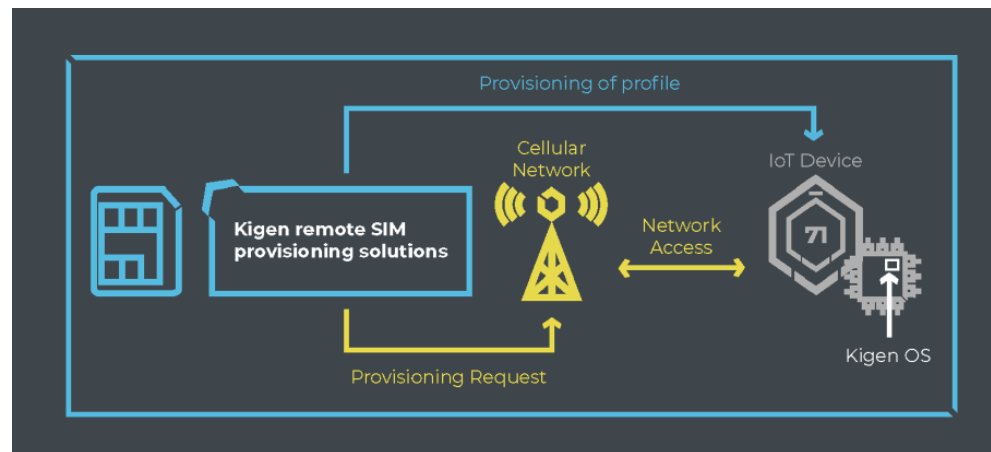 Provisioning of profile
Cellular
Network
IoT Device
Kigen remote SIM
provisioning solutions
Network
Access
71
Kigen OS
Provisioning Request